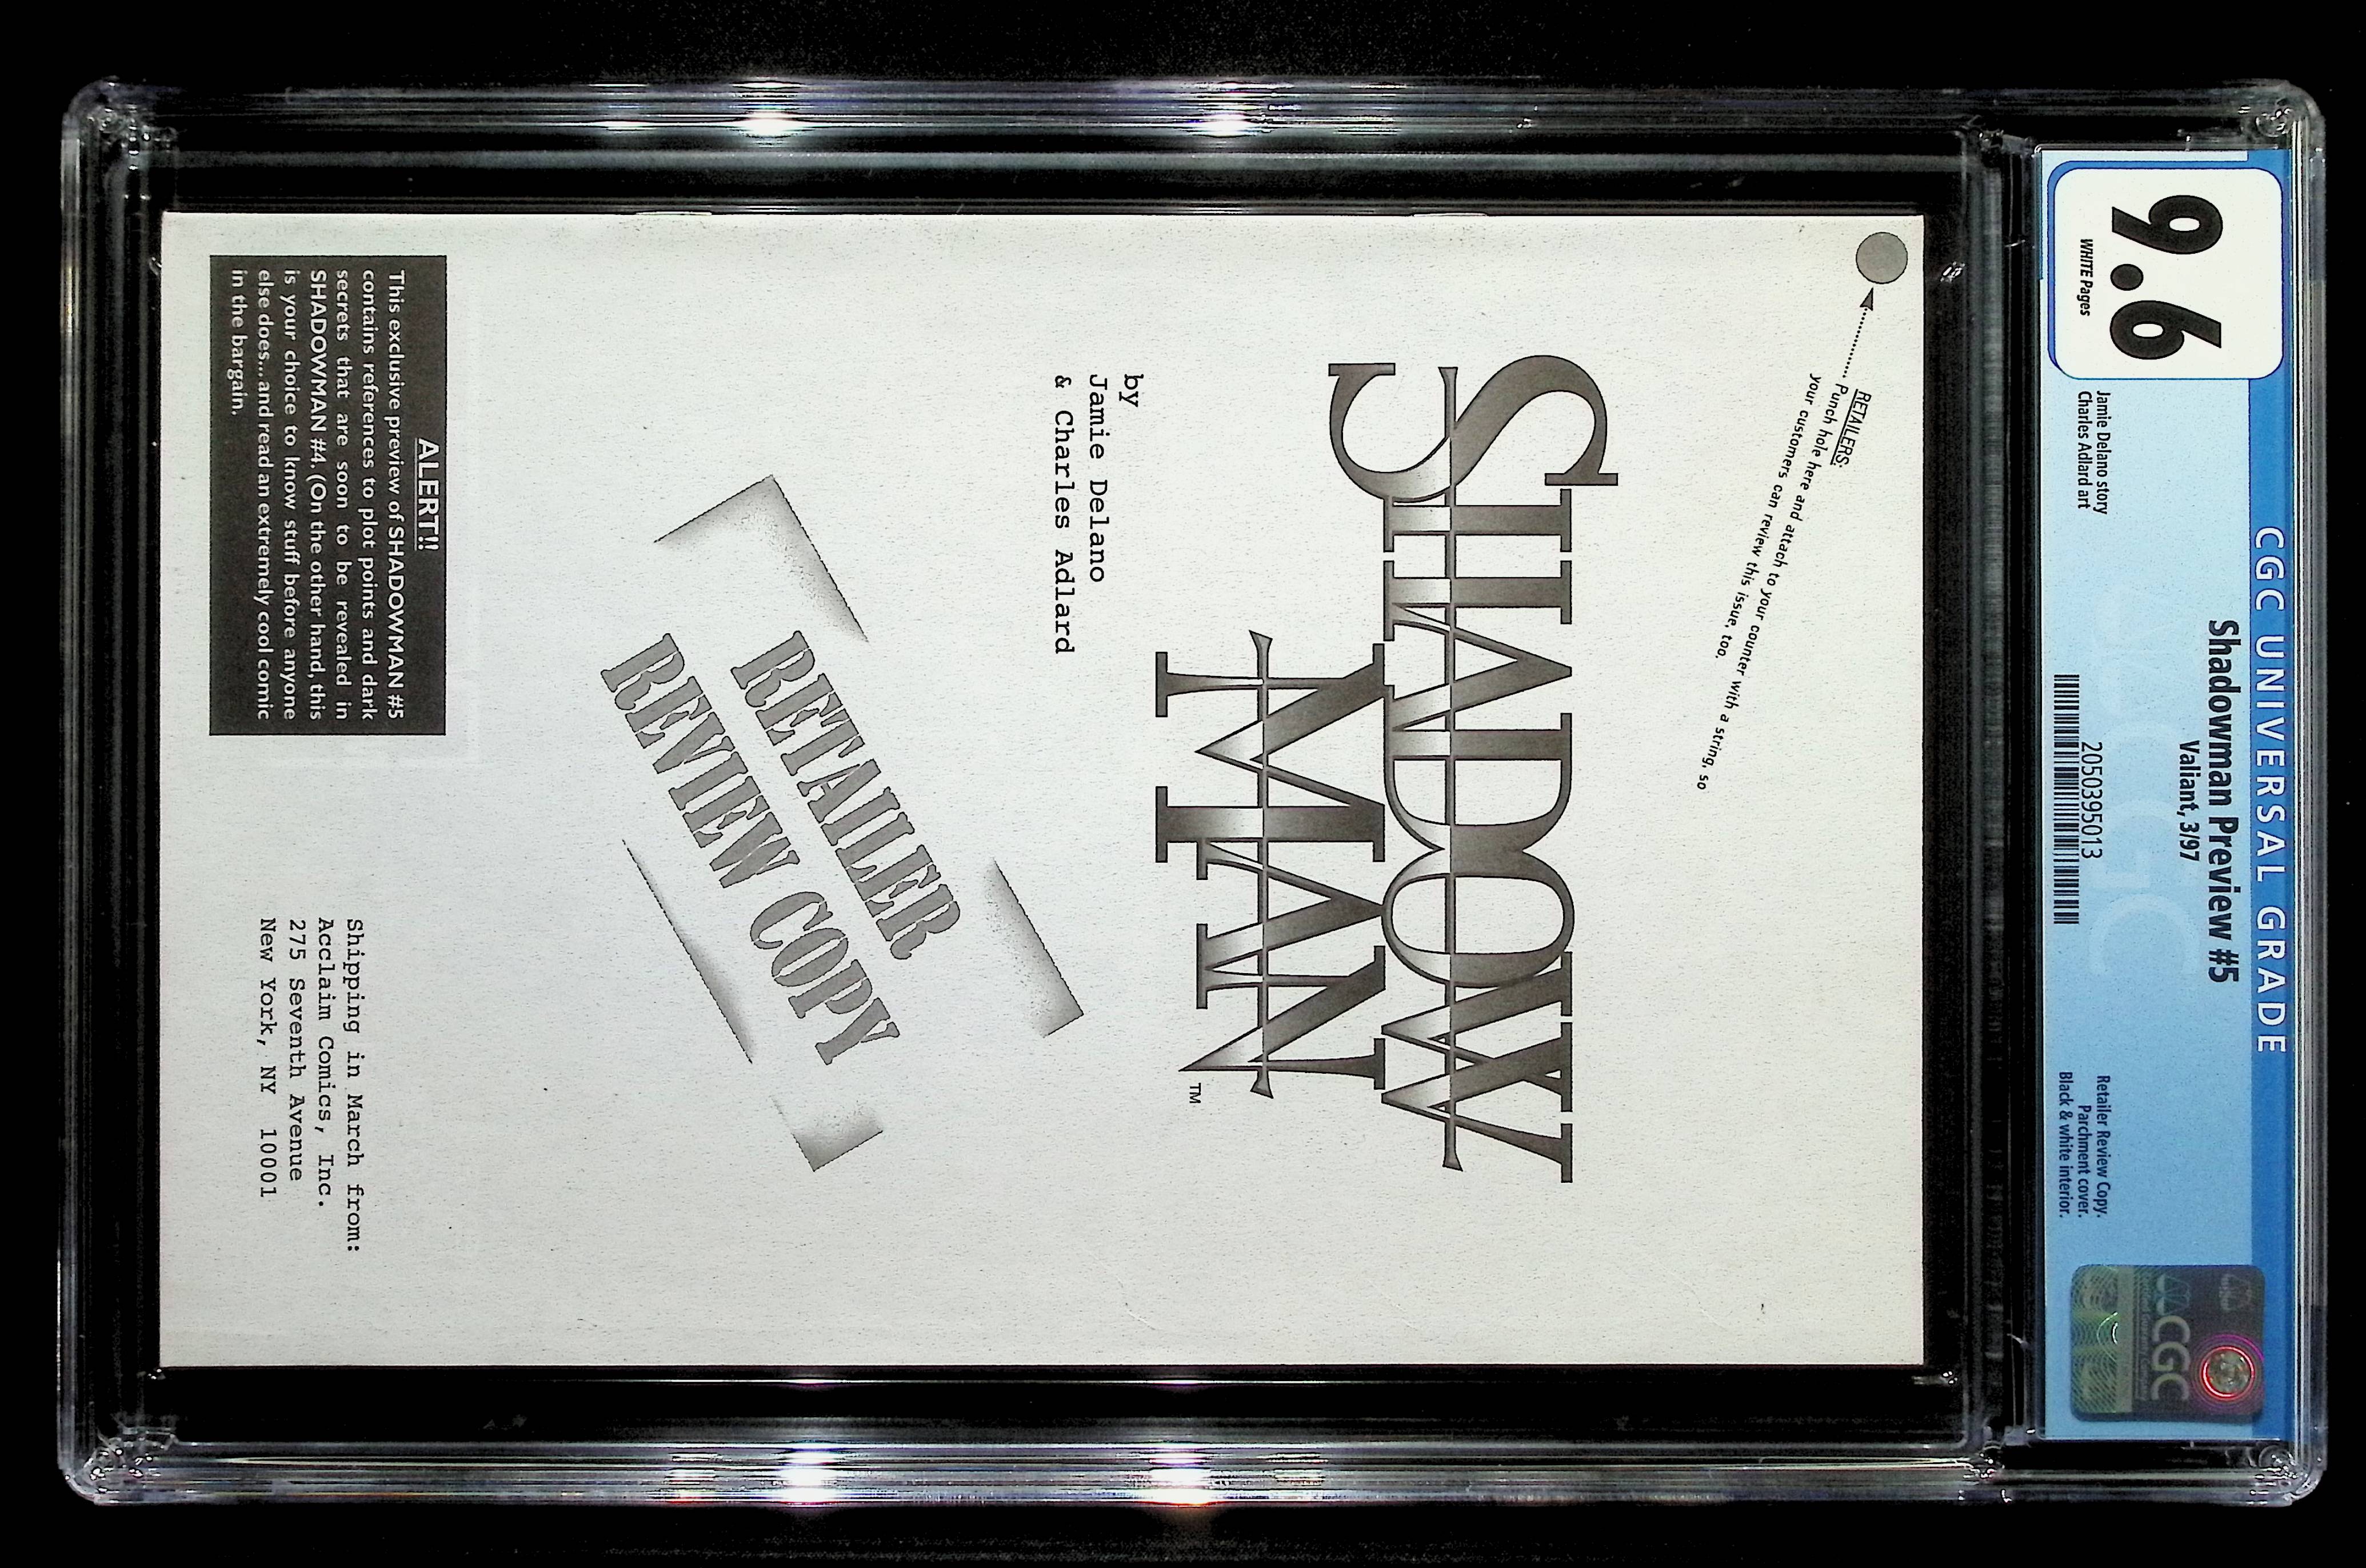 CGC UNIVERSAL GRADE
9.6
WHITE Pages
Shadowman Preview #5
Valiant, 3/97
Jamie Delano story
Charles Adlard art
2050395013
Retailer Review Copy.
Parchment cover.
Black & white interior.
CGC
RETAILERS:
Punch hole here and attach to your counter with a string, so
your customers can review this issue, too.
SHADOW
MAN™
by
Jamie Delano
& Charles Adlard
RETAILER
REVIEW COPY
ALERT!!
This exclusive preview of SHADOWMAN #5
contains references to plot points and dark
secrets that are soon to be revealed in
SHADOWMAN #4. (On the other hand, this
is your choice to know stuff before anyone
else does... and read an extremely cool comic
in the bargain.
Shipping in March from:
Acclaim Comics, Inc.
275 Seventh Avenue
New York, NY 10001